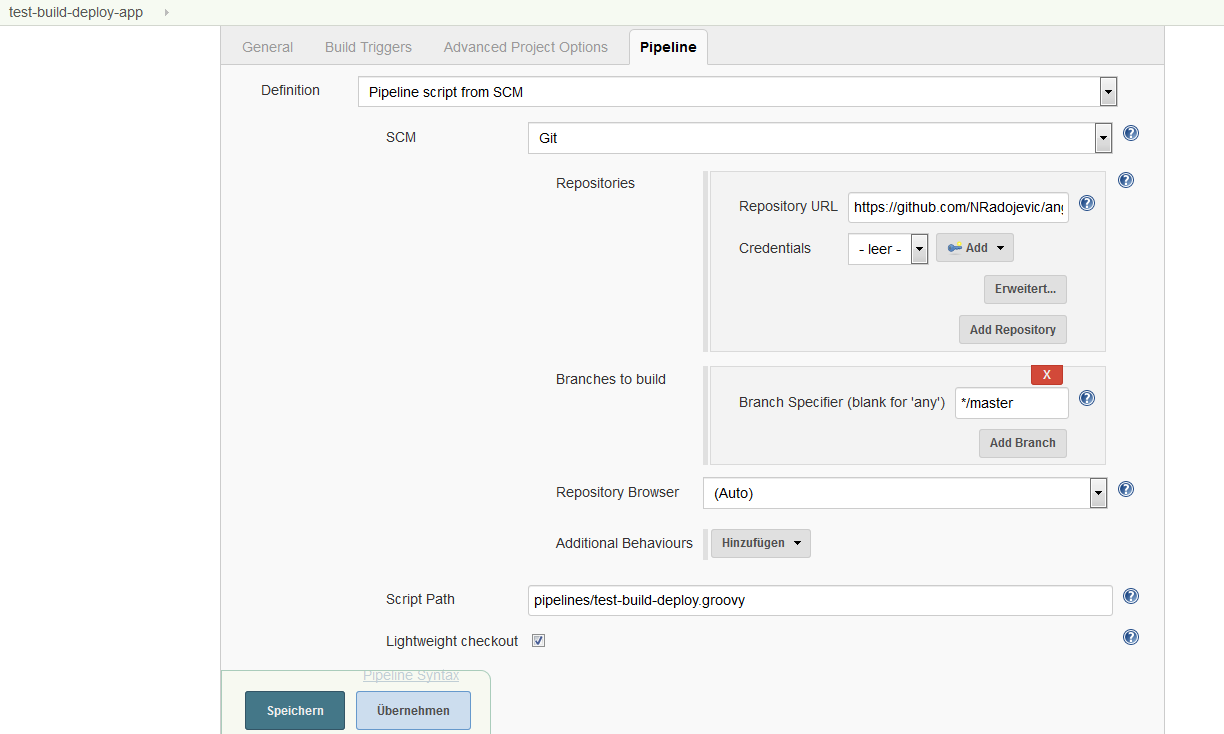 test-build-deploy-app
General Build Triggers Advanced Project Options Pipeline
Definition Pipeline script from SCM
SCM Git
Repositories
Repository URL https://github.com/NRadojevic/an
Credentials - leer - Add
Erweitert...
Add Repository
Branches to build
X
Branch Specifier (blank for 'any') */master
Add Branch
Repository Browser (Auto)
Additional Behaviours Hinzufügen
Script Path pipelines/test-build-deploy.groovy
Lightweight checkout
Pipeline Syntax
Speichern Übernehmen